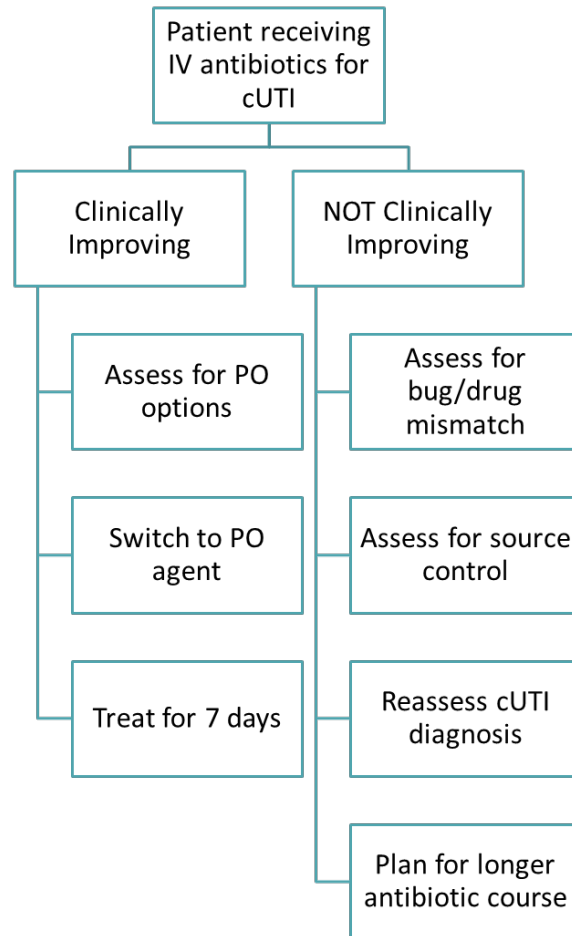 Patient receiving
IV antibiotics for
cUTI
Clinically
Improving
NOT Clinically
Improving
Assess for PO
options
Switch to PO
agent
Treat for 7 days
Assess for
bug/drug
mismatch
Assess for source
control
Reassess cUTI
diagnosis
Plan for longer
antibiotic course